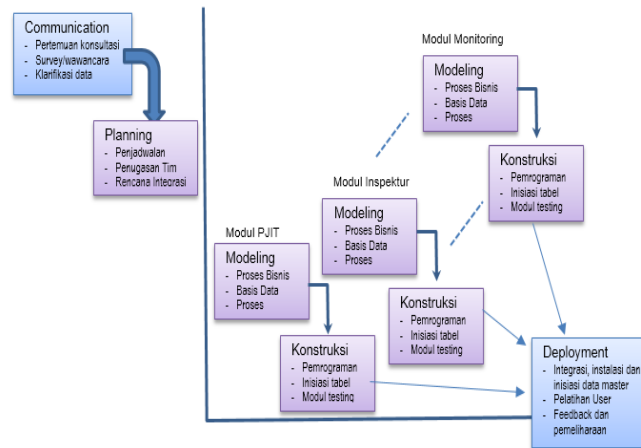 Communication
- Pertemuan konsultasi
- Survey/wawancara
- Klarifikasi data
Planning
- Penjadwalan
- Penugasan Tim
- Rencana Integrasi
Modul Monitoring
Modeling
- Proses Bisnis
- Basis Data
- Proses
Konstruksi
- Pemrograman
- Inisiasi tabel
- Modul testing
Modul Inspektur
Modeling
- Proses Bisnis
- Basis Data
- Proses
Konstruksi
- Pemrograman
- Inisiasi tabel
- Modul testing
Modul PJIT
Modeling
- Proses Bisnis
- Basis Data
- Proses
Konstruksi
- Pemrograman
- Inisiasi tabel
- Modul testing
Deployment
- Integrasi, instalasi dan
inisiasi data master
- Pelatihan User
- Feedback dan
pemeliharaan